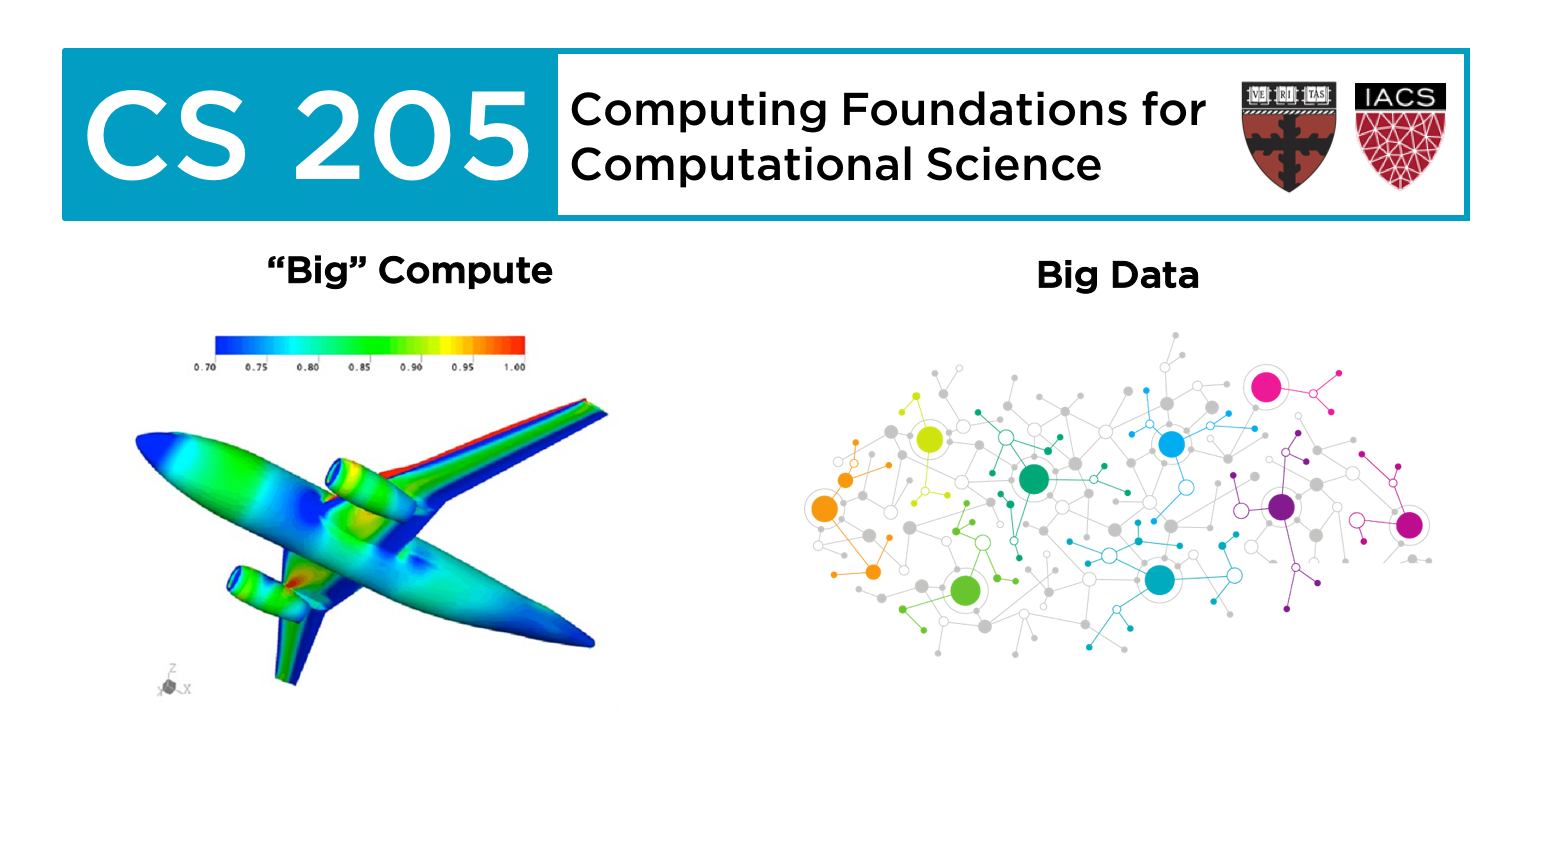 CS 205
Computing Foundations for
Computational Science
VE RI TAS
IACS
“Big” Compute
Big Data
0.70 0.75 0.80 0.85 0.90 0.95 1.00
Z
Y X